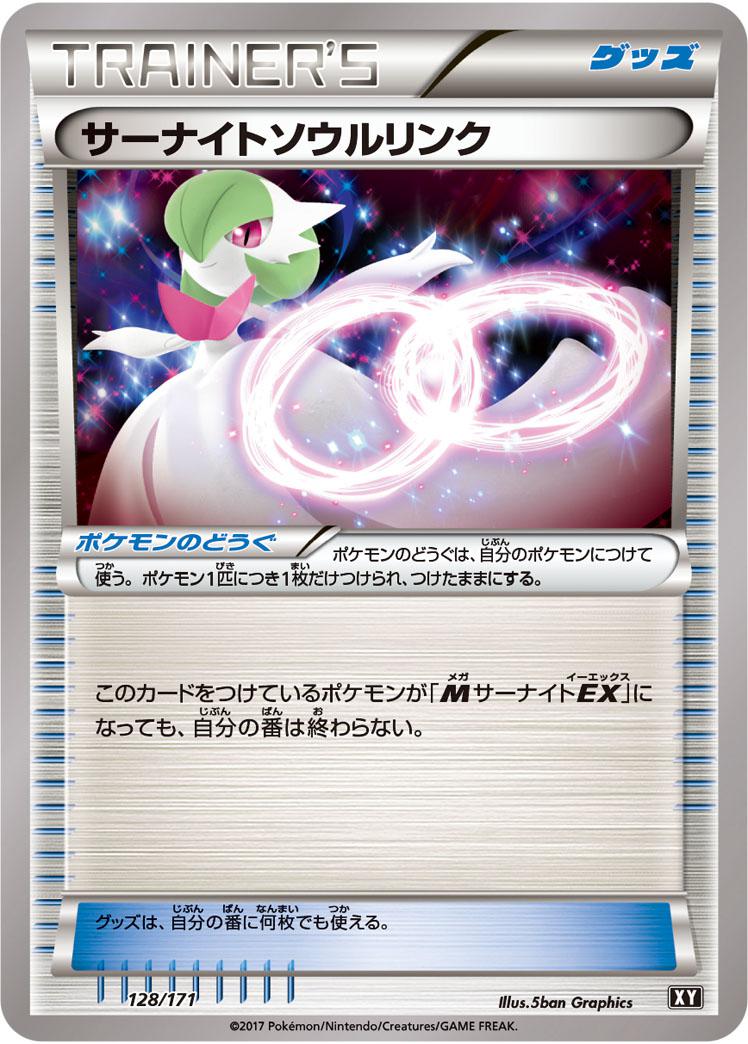 TRAINER'S
グッズ
サーナイトソウルリンク
ポケモンのどうぐ
ポケモンのどうぐは、自分のポケモンにつけて
使う。ポケモン1匹につき1枚だけつけられ、つけたままにする。
このカードをつけているポケモンが「MサーナイトEX」に
なっても、自分の番は終わらない。
グッズは、自分の番に何枚でも使える。
128/171
Illus.5ban Graphics
XY
©2017 Pokémon/Nintendo/Creatures/GAME FREAK.